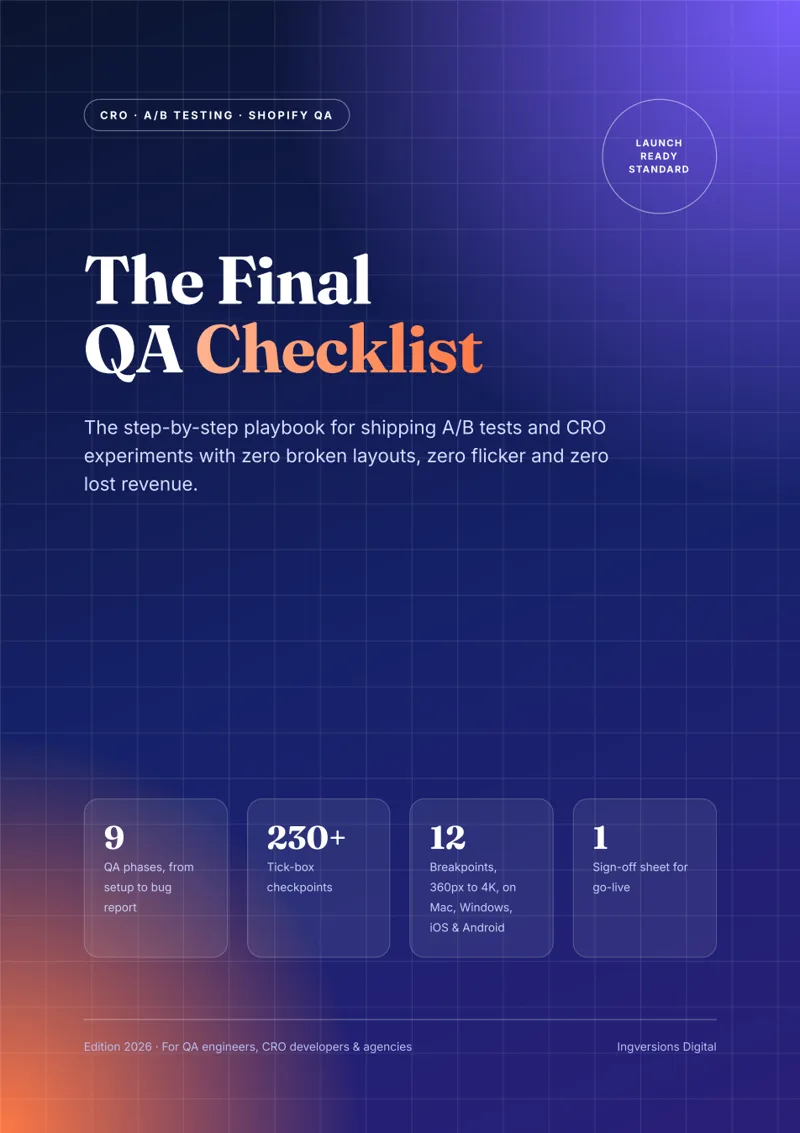 CRO · A/B TESTING · SHOPIFY QA
LAUNCH
READY
STANDARD
The Final
QA Checklist
The step-by-step playbook for shipping A/B tests and CRO
experiments with zero broken layouts, zero flicker and zero
lost revenue.
9
QA phases, from
setup to bug
report
230+
Tick-box
checkpoints
12
Breakpoints,
360px to 4K, on
Mac, Windows,
iOS & Android
1
Sign-off sheet for
go-live
Edition 2026 · For QA engineers, CRO developers & agencies
Ingversions Digital